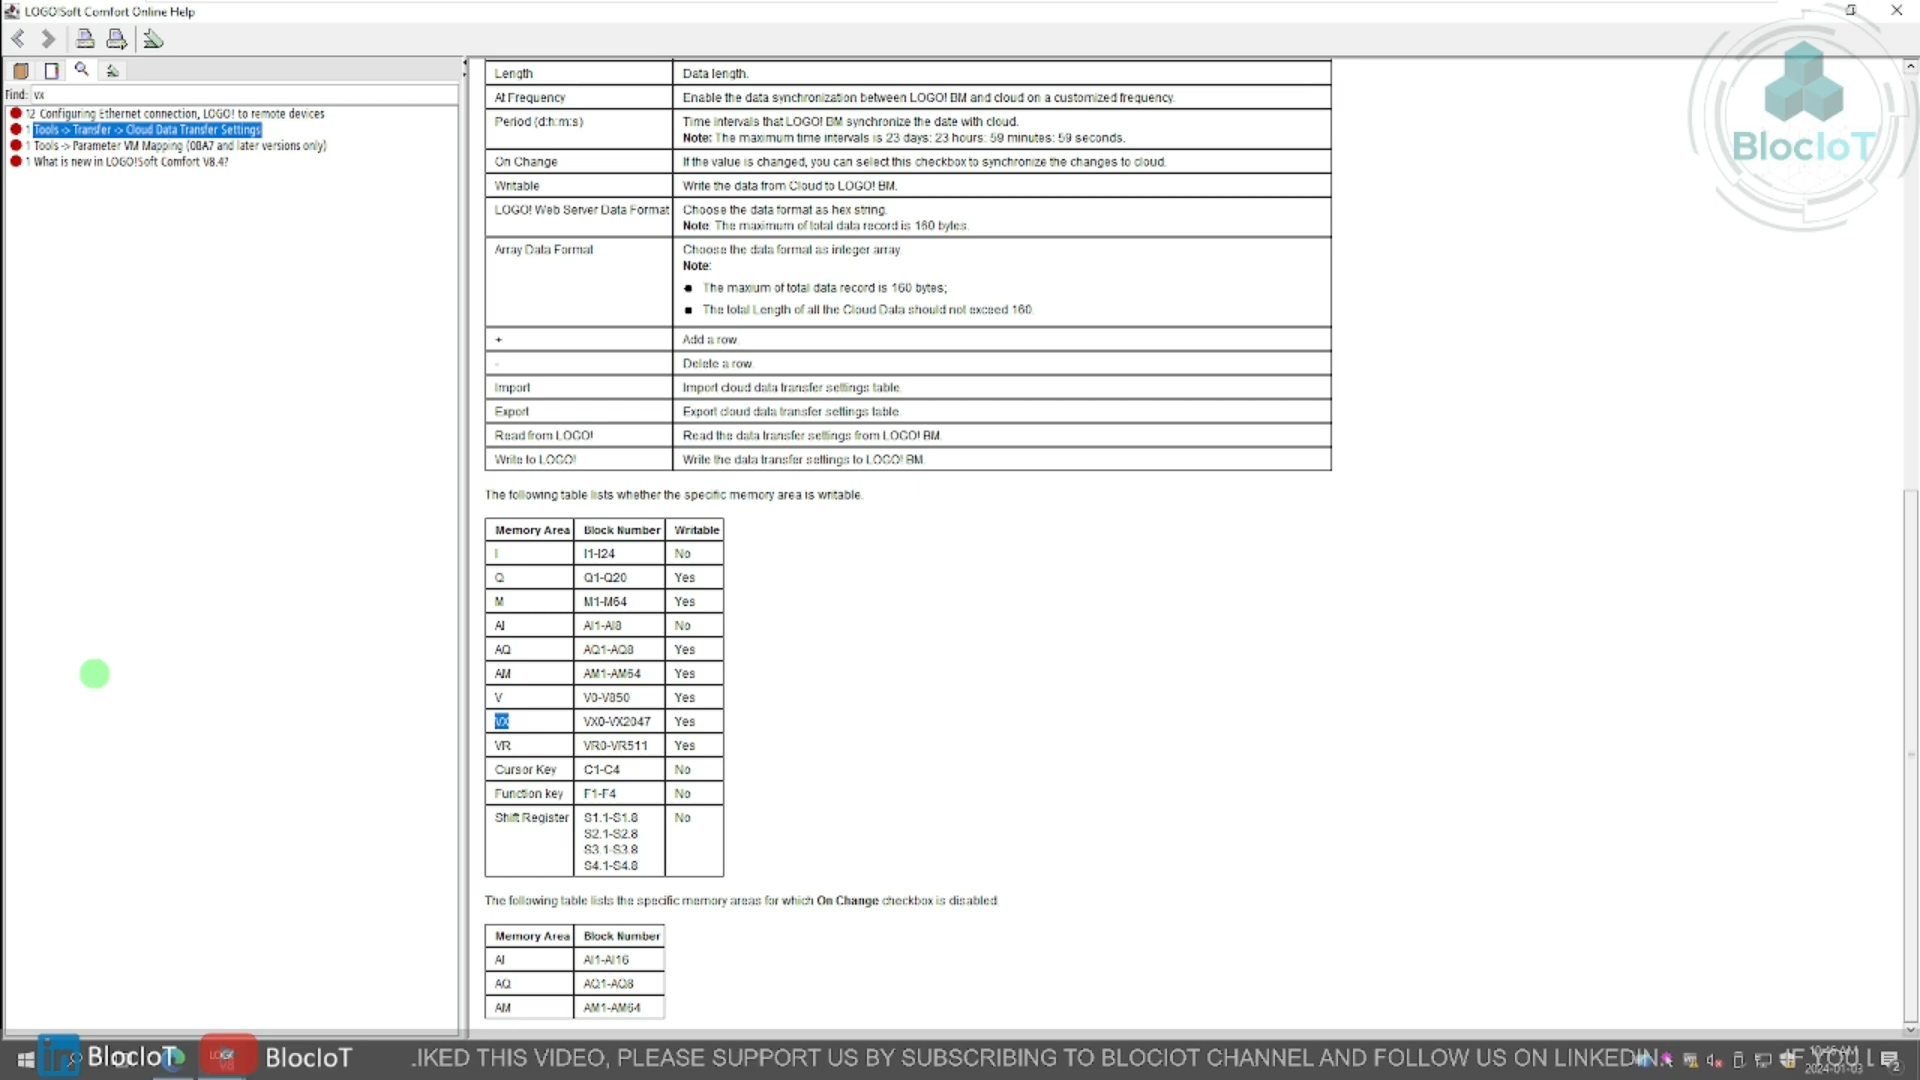 LOGO!Soft Comfort Online Help
BlocIoT
Find: vx
12 Configuring Ethernet connection, LOGO! to remote devices
1 Tools -> Transfer -> Cloud Data Transfer Settings
1 Tools -> Parameter VM Mapping (0BA7 and later versions only)
1 What is new in LOGO!Soft Comfort V8.4?
Length Data length.
At Frequency Enable the data synchronization between LOGO! BM and cloud on a customized frequency.
Period (d:h:m:s) Time intervals that LOGO! BM synchronize the date with cloud.
Note: The maximum time intervals is 23 days: 23 hours: 59 minutes: 59 seconds.
On Change If the value is changed, you can select this checkbox to synchronize the changes to cloud.
Writable Write the data from Cloud to LOGO! BM.
LOGO! Web Server Data Format Choose the data format as hex string.
Note: The maximum of total data record is 160 bytes.
Array Data Format Choose the data format as integer array.
Note:
The maxium of total data record is 160 bytes;
The total Length of all the Cloud Data should not exceed 160.
+ Add a row.
- Delete a row.
Import Import cloud data transfer settings table.
Export Export cloud data transfer settings table.
Read from LOGO! Read the data transfer settings from LOGO! BM.
Write to LOGO! Write the data transfer settings to LOGO! BM.
The following table lists whether the specific memory area is writable.
Memory Area Block Number Writable
I I1-I24 No
Q Q1-Q20 Yes
M M1-M64 Yes
AI AI1-AI8 No
AQ AQ1-AQ8 Yes
AM AM1-AM64 Yes
V V0-V850 Yes
VX VX0-VX2047 Yes
VR VR0-VR511 Yes
Cursor Key C1-C4 No
Function key F1-F4 No
Shift Register S1.1-S1.8 No
S2.1-S2.8
S3.1-S3.8
S4.1-S4.8
The following table lists the specific memory areas for which On Change checkbox is disabled.
Memory Area Block Number
AI AI1-AI16
AQ AQ1-AQ8
AM AM1-AM64
in BlocIoT BlocIoT .IKED THIS VIDEO, PLEASE SUPPORT US BY SUBSCRIBING TO BLOCIOT CHANNEL AND FOLLOW US ON LINKEDIN. IF YOU L
2024-01-03